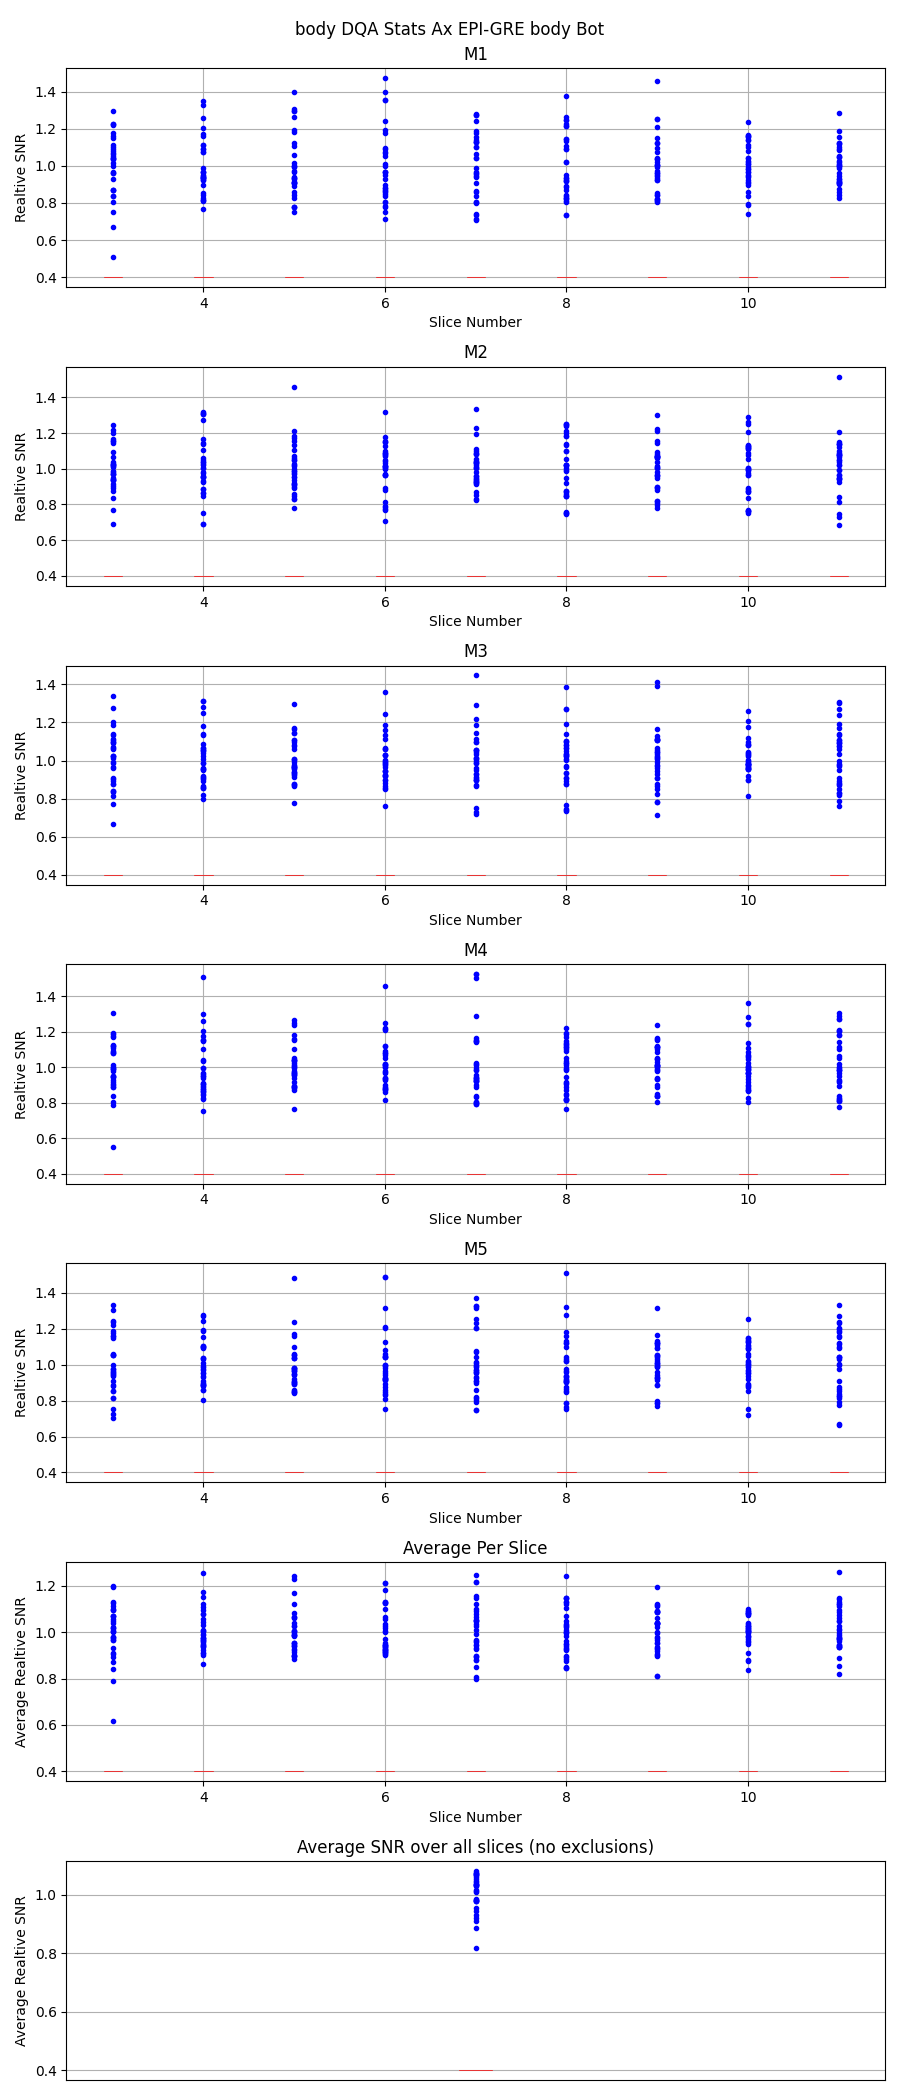 body DQA Stats Ax EPI-GRE body Bot
M1
Realtive SNR
1.4
1.2
1.0
0.8
0.6
0.4
4 6 8 10
Slice Number
M2
Realtive SNR
1.4
1.2
1.0
0.8
0.6
0.4
4 6 8 10
Slice Number
M3
Realtive SNR
1.4
1.2
1.0
0.8
0.6
0.4
4 6 8 10
Slice Number
M4
Realtive SNR
1.4
1.2
1.0
0.8
0.6
0.4
4 6 8 10
Slice Number
M5
Realtive SNR
1.4
1.2
1.0
0.8
0.6
0.4
4 6 8 10
Slice Number
Average Per Slice
Average Realtive SNR
1.2
1.0
0.8
0.6
0.4
4 6 8 10
Slice Number
Average SNR over all slices (no exclusions)
Average Realtive SNR
1.0
0.8
0.6
0.4